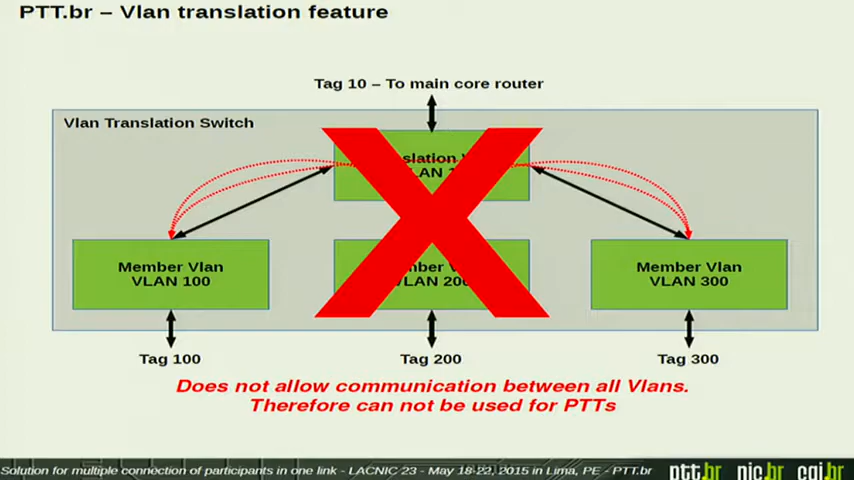 PTT.br – Vlan translation feature
Tag 10 – To main core router
Vlan Translation Switch
Member Vlan
VLAN 100
VLAN 200
Member Vlan
VLAN 300
Tag 100
Tag 200
Tag 300
Does not allow communication between all Vlans.
Therefore can not be used for PTTs
Solution for multiple connection of participants in one link - LACNIC 23 - May 18-22, 2015 in Lima, PE - PTT.br
ptt.br nic.br cgi.br